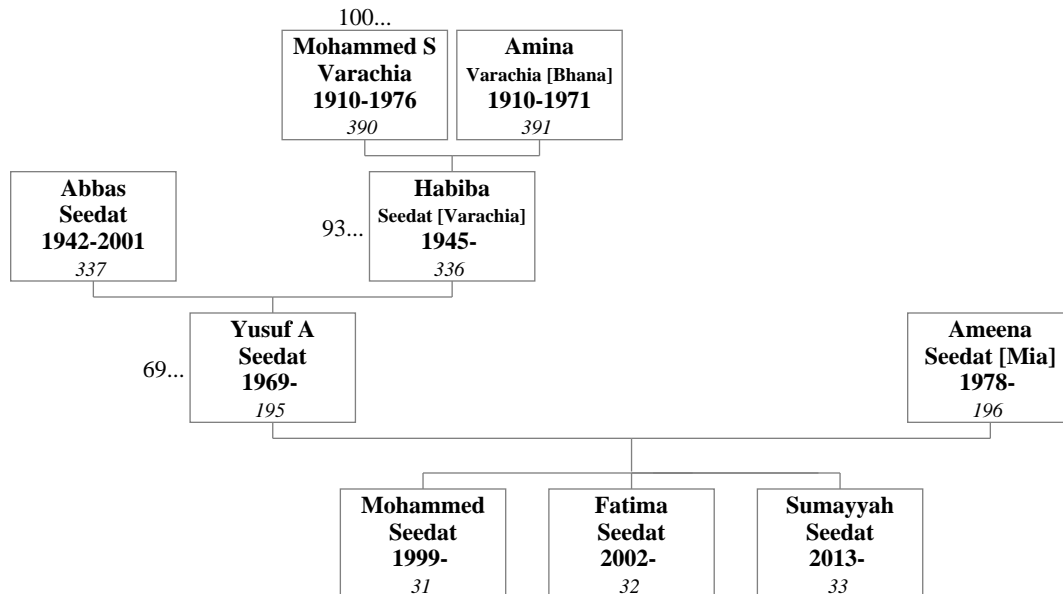 100...
Mohammed S
Varachia
1910-1976
390
Amina
Varachia [Bhana]
1910-1971
391
Abbas
Seedat
1942-2001
337
93...
Habiba
Seedat [Varachia]
1945-
336
69...
Yusuf A
Seedat
1969-
195
Ameena
Seedat [Mia]
1978-
196
Mohammed
Seedat
1999-
31
Fatima
Seedat
2002-
32
Sumayyah
Seedat
2013-
33